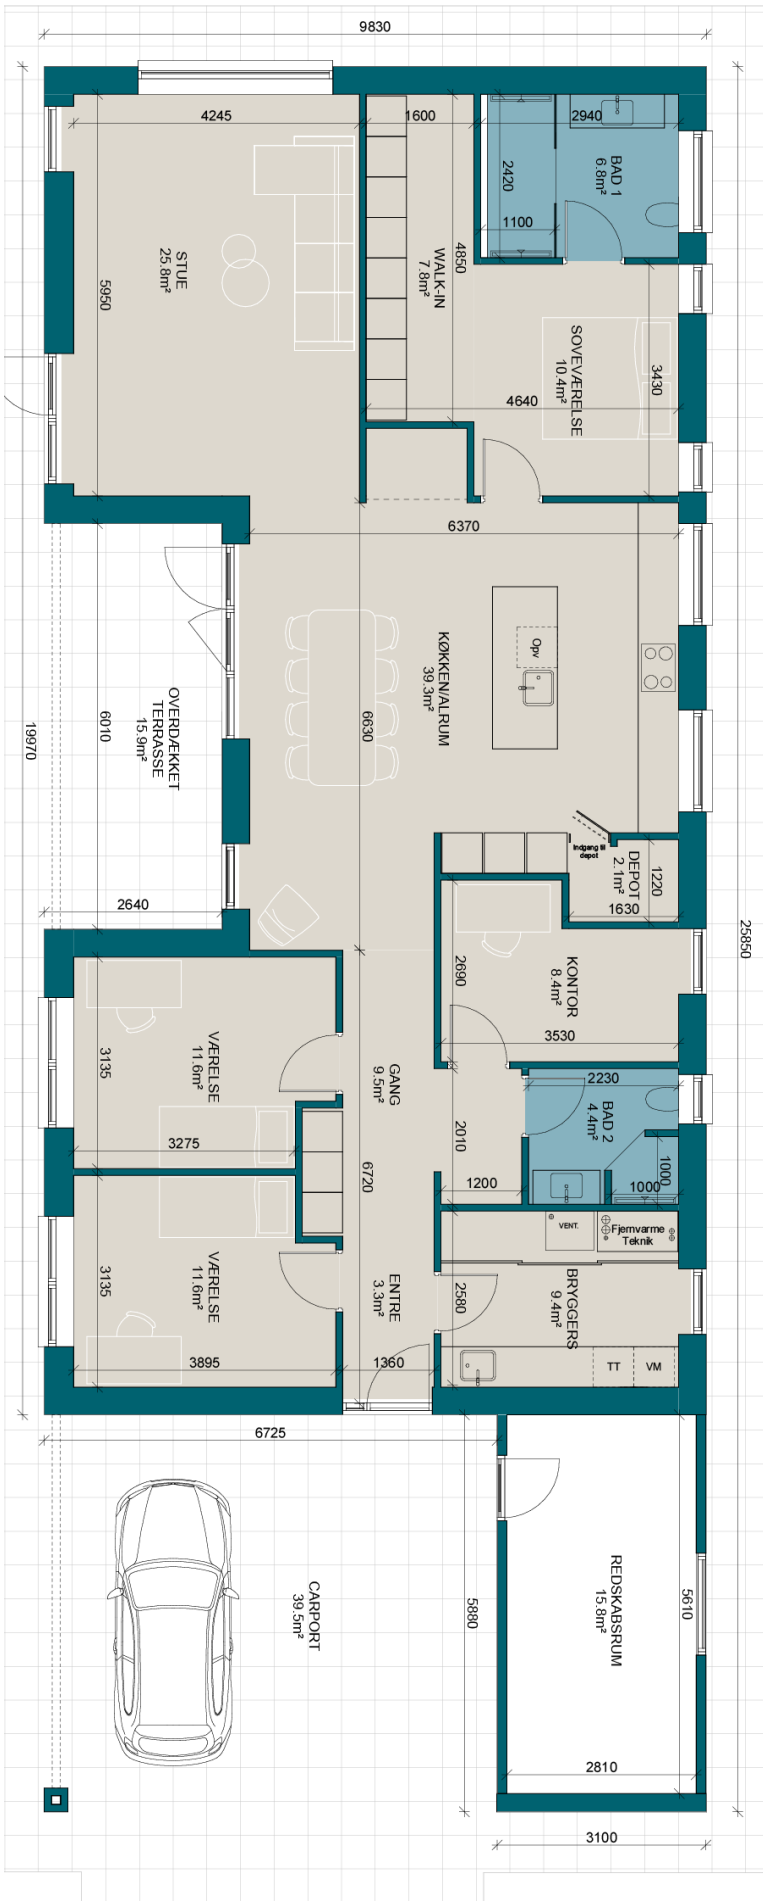 9830
4245
1600
2940
BAD 1
6.8m²
2420
1100
STUE
25.8m²
5950
WALK-IN
7.8m²
4850
SOVEVÆRELSE
10.4m²
3430
4640
6370
KØKKEN/ALRUM
39.3m²
Opv
6630
OVERDÆKKET
TERRASSE
15.9m²
6010
19970
2640
Indgang til
depot
DEPOT
2.1m²
1220
1630
25850
KONTOR
8.4m²
2690
3530
VÆRELSE
11.6m²
3135
3275
GANG
9.5m²
6720
2230
BAD 2
4.4m²
2010
1200
1000
1000
VENT.
Fjernvarme
Teknik
VÆRELSE
11.6m²
3135
3895
ENTRE
3.3m²
1360
BRYGGERS
9.4m²
2580
TT
VM
6725
CARPORT
39.5m²
5880
REDSKABSRUM
15.8m²
5610
2810
3100